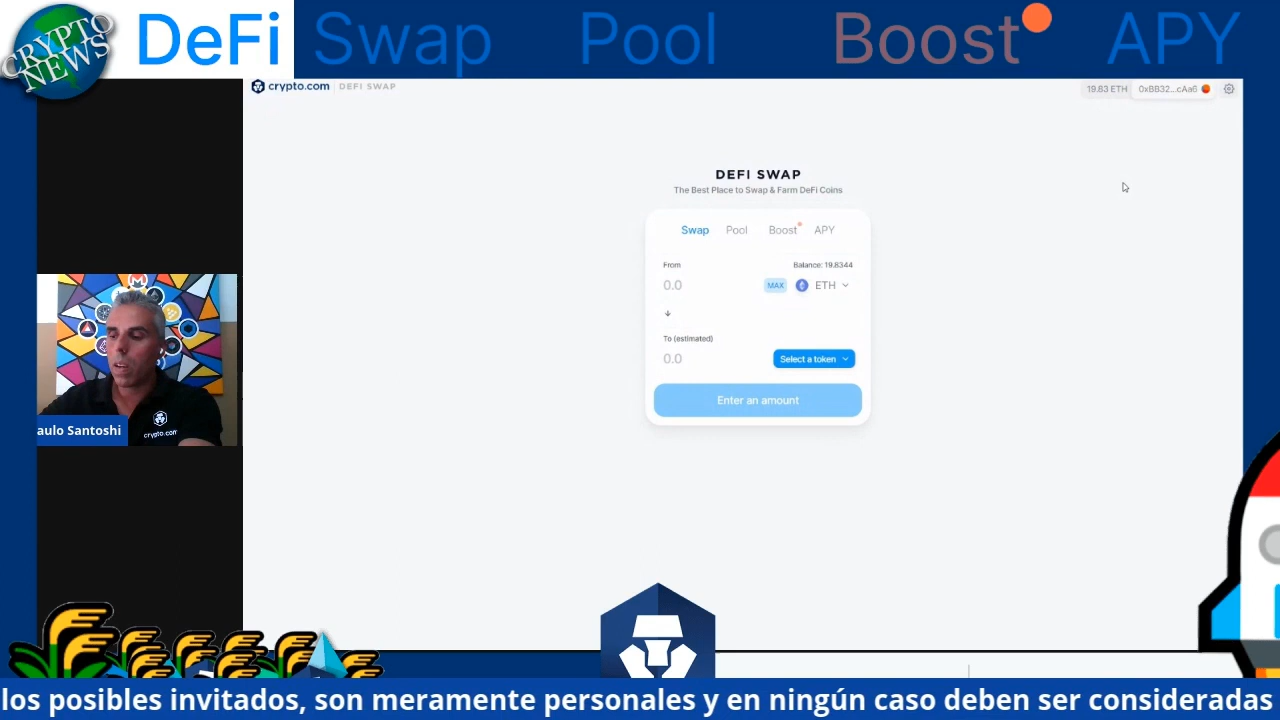 CRYPTO
NEWS
DeFi Swap Pool Boost APY
crypto.com | DEFI SWAP
19.83 ETH 0xBB32...cAa6
DEFI SWAP
The Best Place to Swap & Farm DeFi Coins
Swap Pool Boost APY
From Balance: 19.8344
0.0 MAX ETH
To (estimated)
0.0 Select a token
Enter an amount
aulo Santoshi
crypto.com
los posibles invitados, son meramente personales y en ningún caso deben ser consideradas